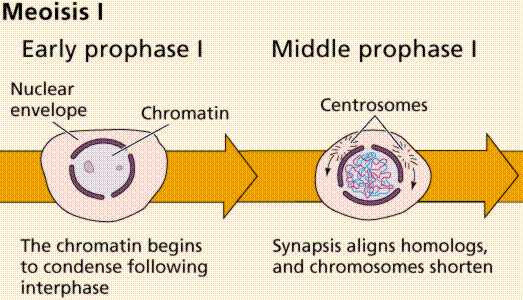 Meoisis I
Early prophase I
Middle prophase I
Nuclear
envelope
Chromatin
Centrosomes
The chromatin begins
to condense following
interphase
Synapsis aligns homologs,
and chromosomes shorten